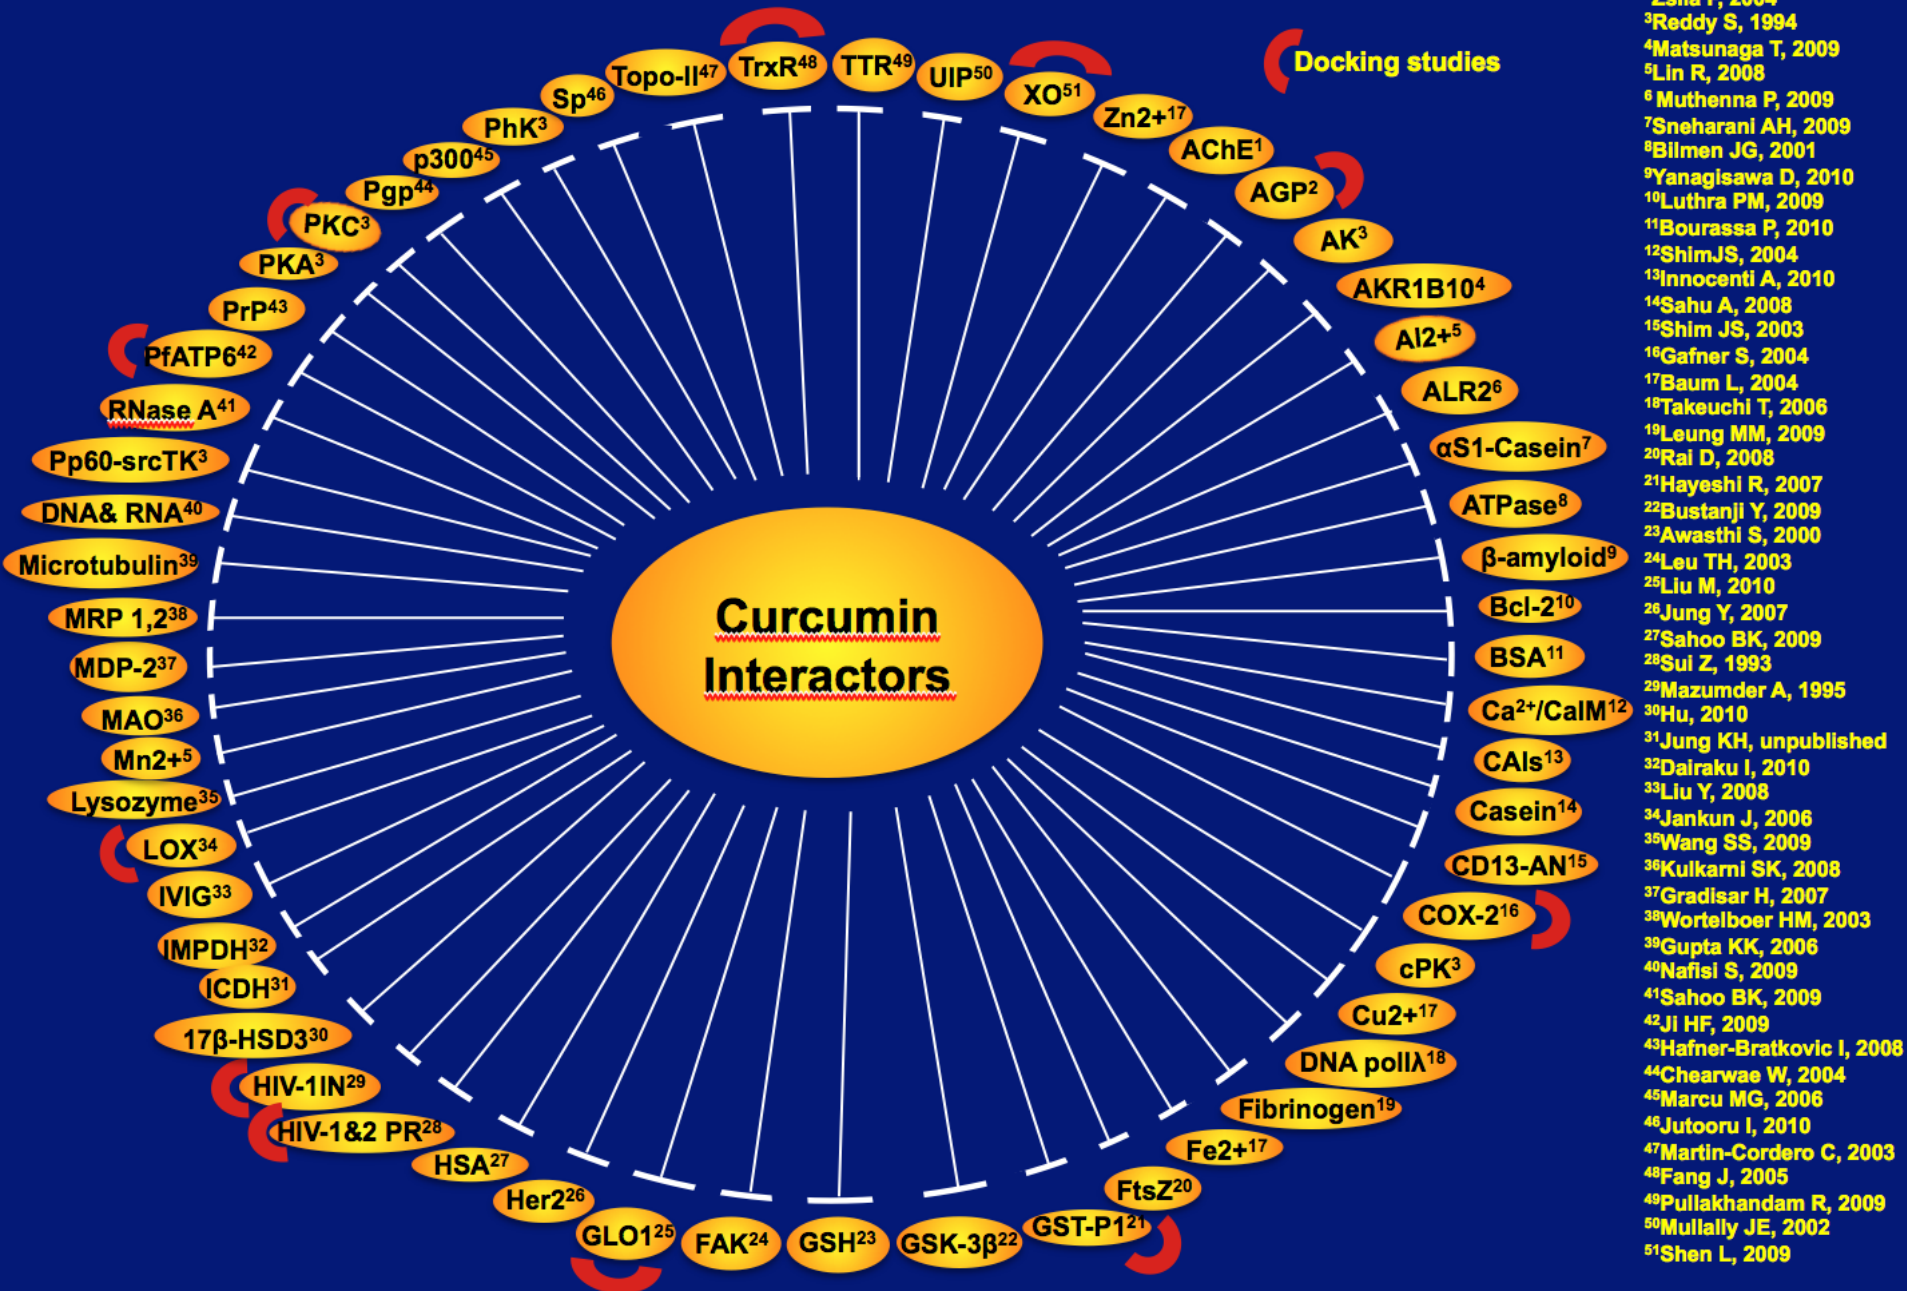 Curcumin
Interactors
Docking studies
TrxR48
TTR49
UIP50
XO51
Zn2+17
AChE1
AGP2
AK3
AKR1B104
Al2+5
ALR26
αS1-Casein7
ATPase8
β-amyloid9
Bcl-210
BSA11
Ca2+/CalM12
CAIs13
Casein14
CD13-AN15
COX-216
cPK3
Cu2+17
DNA pollλ18
Fibrinogen19
Fe2+17
FtsZ20
GST-P121
GSK-3β22
GSH23
FAK24
GLO125
Her226
HSA27
HIV-1&2 PR28
HIV-1IN29
17β-HSD330
ICDH31
IMPDH32
IVIG33
LOX34
Lysozyme35
Mn2+5
MAO36
MDP-237
MRP 1,238
Microtubulin39
DNA& RNA40
Pp60-srcTK3
RNase A41
PfATP642
PrP43
PKA3
PKC3
Pgp44
p30045
PhK3
Sp46
Topo-II47
3Reddy S, 1994
4Matsunaga T, 2009
5Lin R, 2008
6 Muthenna P, 2009
7Sneharani AH, 2009
8Bilmen JG, 2001
9Yanagisawa D, 2010
10Luthra PM, 2009
11Bourassa P, 2010
12ShimJS, 2004
13Innocenti A, 2010
14Sahu A, 2008
15Shim JS, 2003
16Gafner S, 2004
17Baum L, 2004
18Takeuchi T, 2006
19Leung MM, 2009
20Rai D, 2008
21Hayeshi R, 2007
22Bustanji Y, 2009
23Awasthi S, 2000
24Leu TH, 2003
25Liu M, 2010
26Jung Y, 2007
27Sahoo BK, 2009
28Sui Z, 1993
29Mazumder A, 1995
30Hu, 2010
31Jung KH, unpublished
32Dairaku I, 2010
33Liu Y, 2008
34Jankun J, 2006
35Wang SS, 2009
36Kulkarni SK, 2008
37Gradisar H, 2007
38Wortelboer HM, 2003
39Gupta KK, 2006
40Nafisi S, 2009
41Sahoo BK, 2009
42Ji HF, 2009
43Hafner-Bratkovic I, 2008
44Chearwae W, 2004
45Marcu MG, 2006
46Jutooru I, 2010
47Martin-Cordero C, 2003
48Fang J, 2005
49Pullakhandam R, 2009
50Mullally JE, 2002
51Shen L, 2009